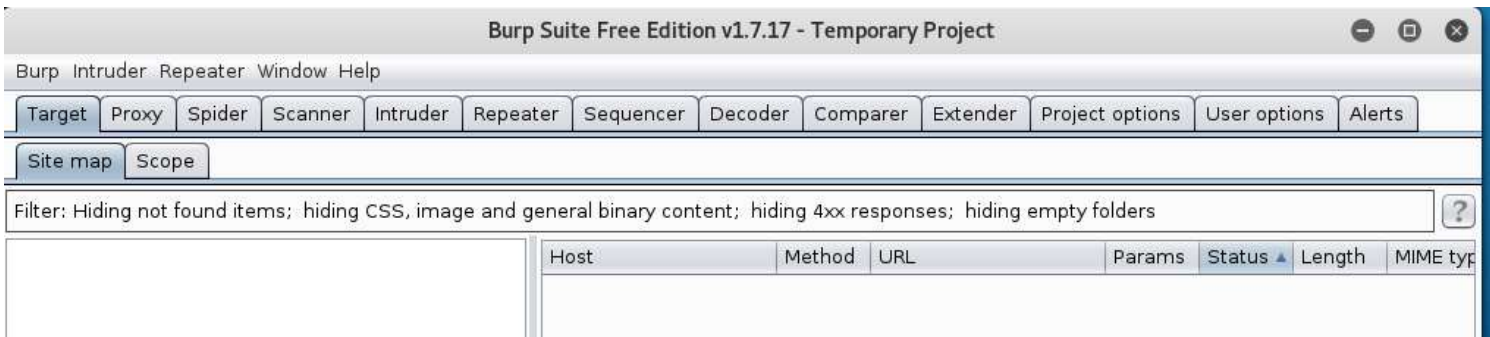 Burp Suite Free Edition v1.7.17 - Temporary Project
Burp Intruder Repeater Window Help
Target Proxy Spider Scanner Intruder Repeater Sequencer Decoder Comparer Extender Project options User options Alerts
Site map Scope
Filter: Hiding not found items; hiding CSS, image and general binary content; hiding 4xx responses; hiding empty folders ?
Host Method URL Params Status Length MIME typ